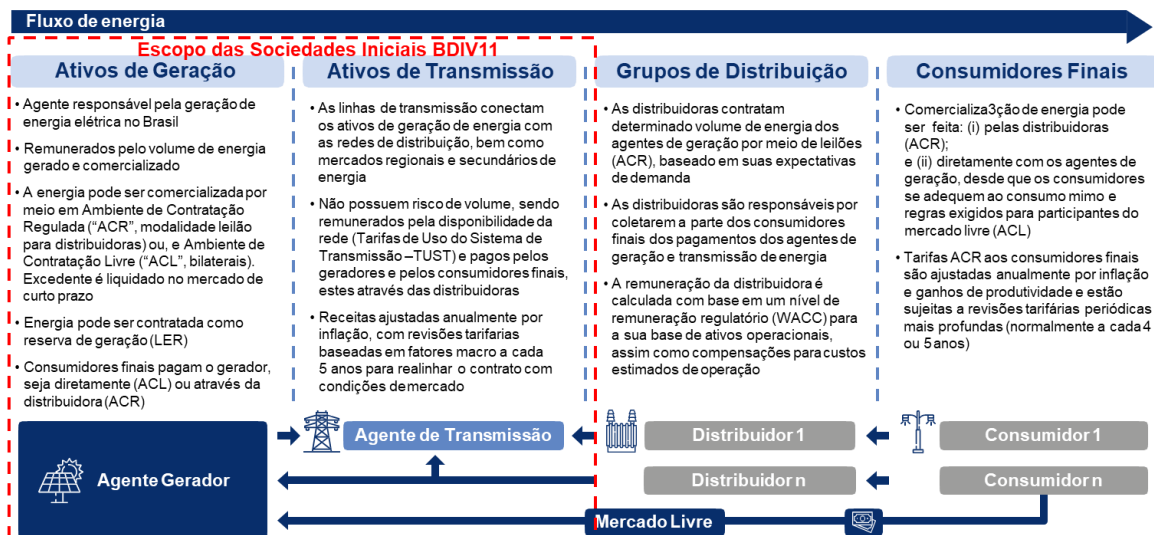 Fluxo de energia
Escopo das Sociedades Iniciais BDIV11
Ativos de Geração
• Agente responsável pela geração de
energia elétrica no Brasil
• Remunerados pelo volume de energia
gerado e comercializado
• A energia pode ser comercializada por
meio em Ambiente de Contratação
Regulada (“ACR”, modalidade leilão
para distribuidoras) ou, e Ambiente de
Contratação Livre (“ACL”, bilaterais).
Excedente é liquidado no mercado de
curto prazo
• Energia pode ser contratada como
reserva de geração (LER)
• Consumidores finais pagam o gerador,
seja diretamente (ACL) ou através da
distribuidora (ACR)
Ativos de Transmissão
• As linhas de transmissão conectam
os ativos de geração de energia com
as redes de distribuição, bem como
mercados regionais e secundários de
energia
• Não possuem risco de volume, sendo
remunerados pela disponibilidade da
rede (Tarifas de Uso do Sistema de
Transmissão –TUST) e pagos pelos
geradores e pelos consumidores finais,
estes através das distribuidoras
• Receitas ajustadas anualmente por
inflação, com revisões tarifarias
baseadas em fatores macro a cada
5 anos para realinhar o contrato com
condições de mercado
Grupos de Distribuição
• As distribuidoras contratam
determinado volume de energia dos
agentes de geração por meio de leilões
(ACR), baseado em suas expectativas
de demanda
• As distribuidoras são responsáveis por
coletarem a parte dos consumidores
finais dos pagamentos dos agentes de
geração e transmissão de energia
• A remuneração da distribuidora é
calculada com base em um nível de
remuneração regulatório (WACC) para
a sua base de ativos operacionais,
assim como compensações para custos
estimados de operação
Consumidores Finais
• Comercializa3ção de energia pode
ser feita: (i) pelas distribuidoras
(ACR);
e (ii) diretamente com os agentes de
geração, desde que os consumidores
se adequem ao consumo mimo e
regras exigidos para participantes do
mercado livre (ACL)
• Tarifas ACR aos consumidores finais
são ajustadas anualmente por inflação
e ganhos de produtividade e estão
sujeitas a revisões tarifárias periódicas
mais profundas (normalmente a cada 4
ou 5 anos)
Agente Gerador
Agente de Transmissão
Distribuidor 1
Consumidor 1
Distribuidor n
Consumidor n
Mercado Livre